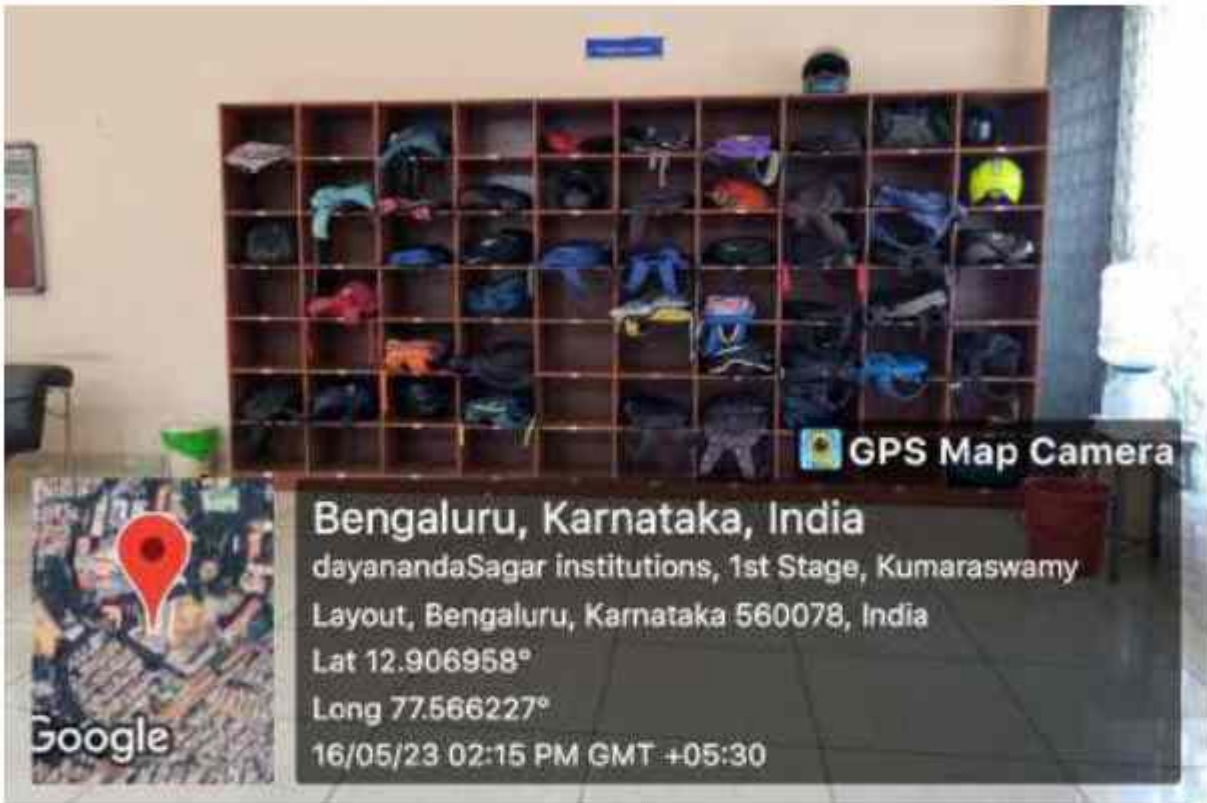 GPS Map Camera
Bengaluru, Karnataka, India
dayanandaSagar institutions, 1st Stage, Kumaraswamy
Layout, Bengaluru, Karnataka 560078, India
Lat 12.906958°
Long 77.566227°
16/05/23 02:15 PM GMT +05:30
Google